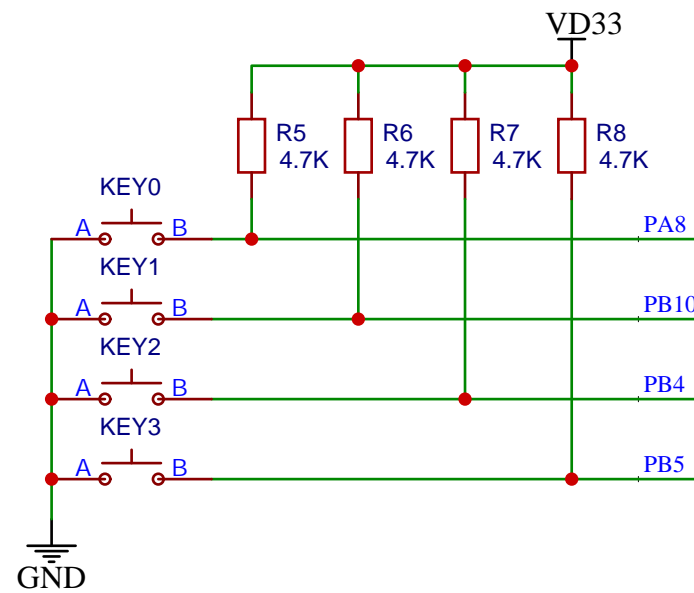 VD33
R5 R6 R7 R8
4.7K 4.7K 4.7K 4.7K
KEY0
A B PA8
KEY1
A B PB10
KEY2
A B PB4
KEY3
A B PB5
GND